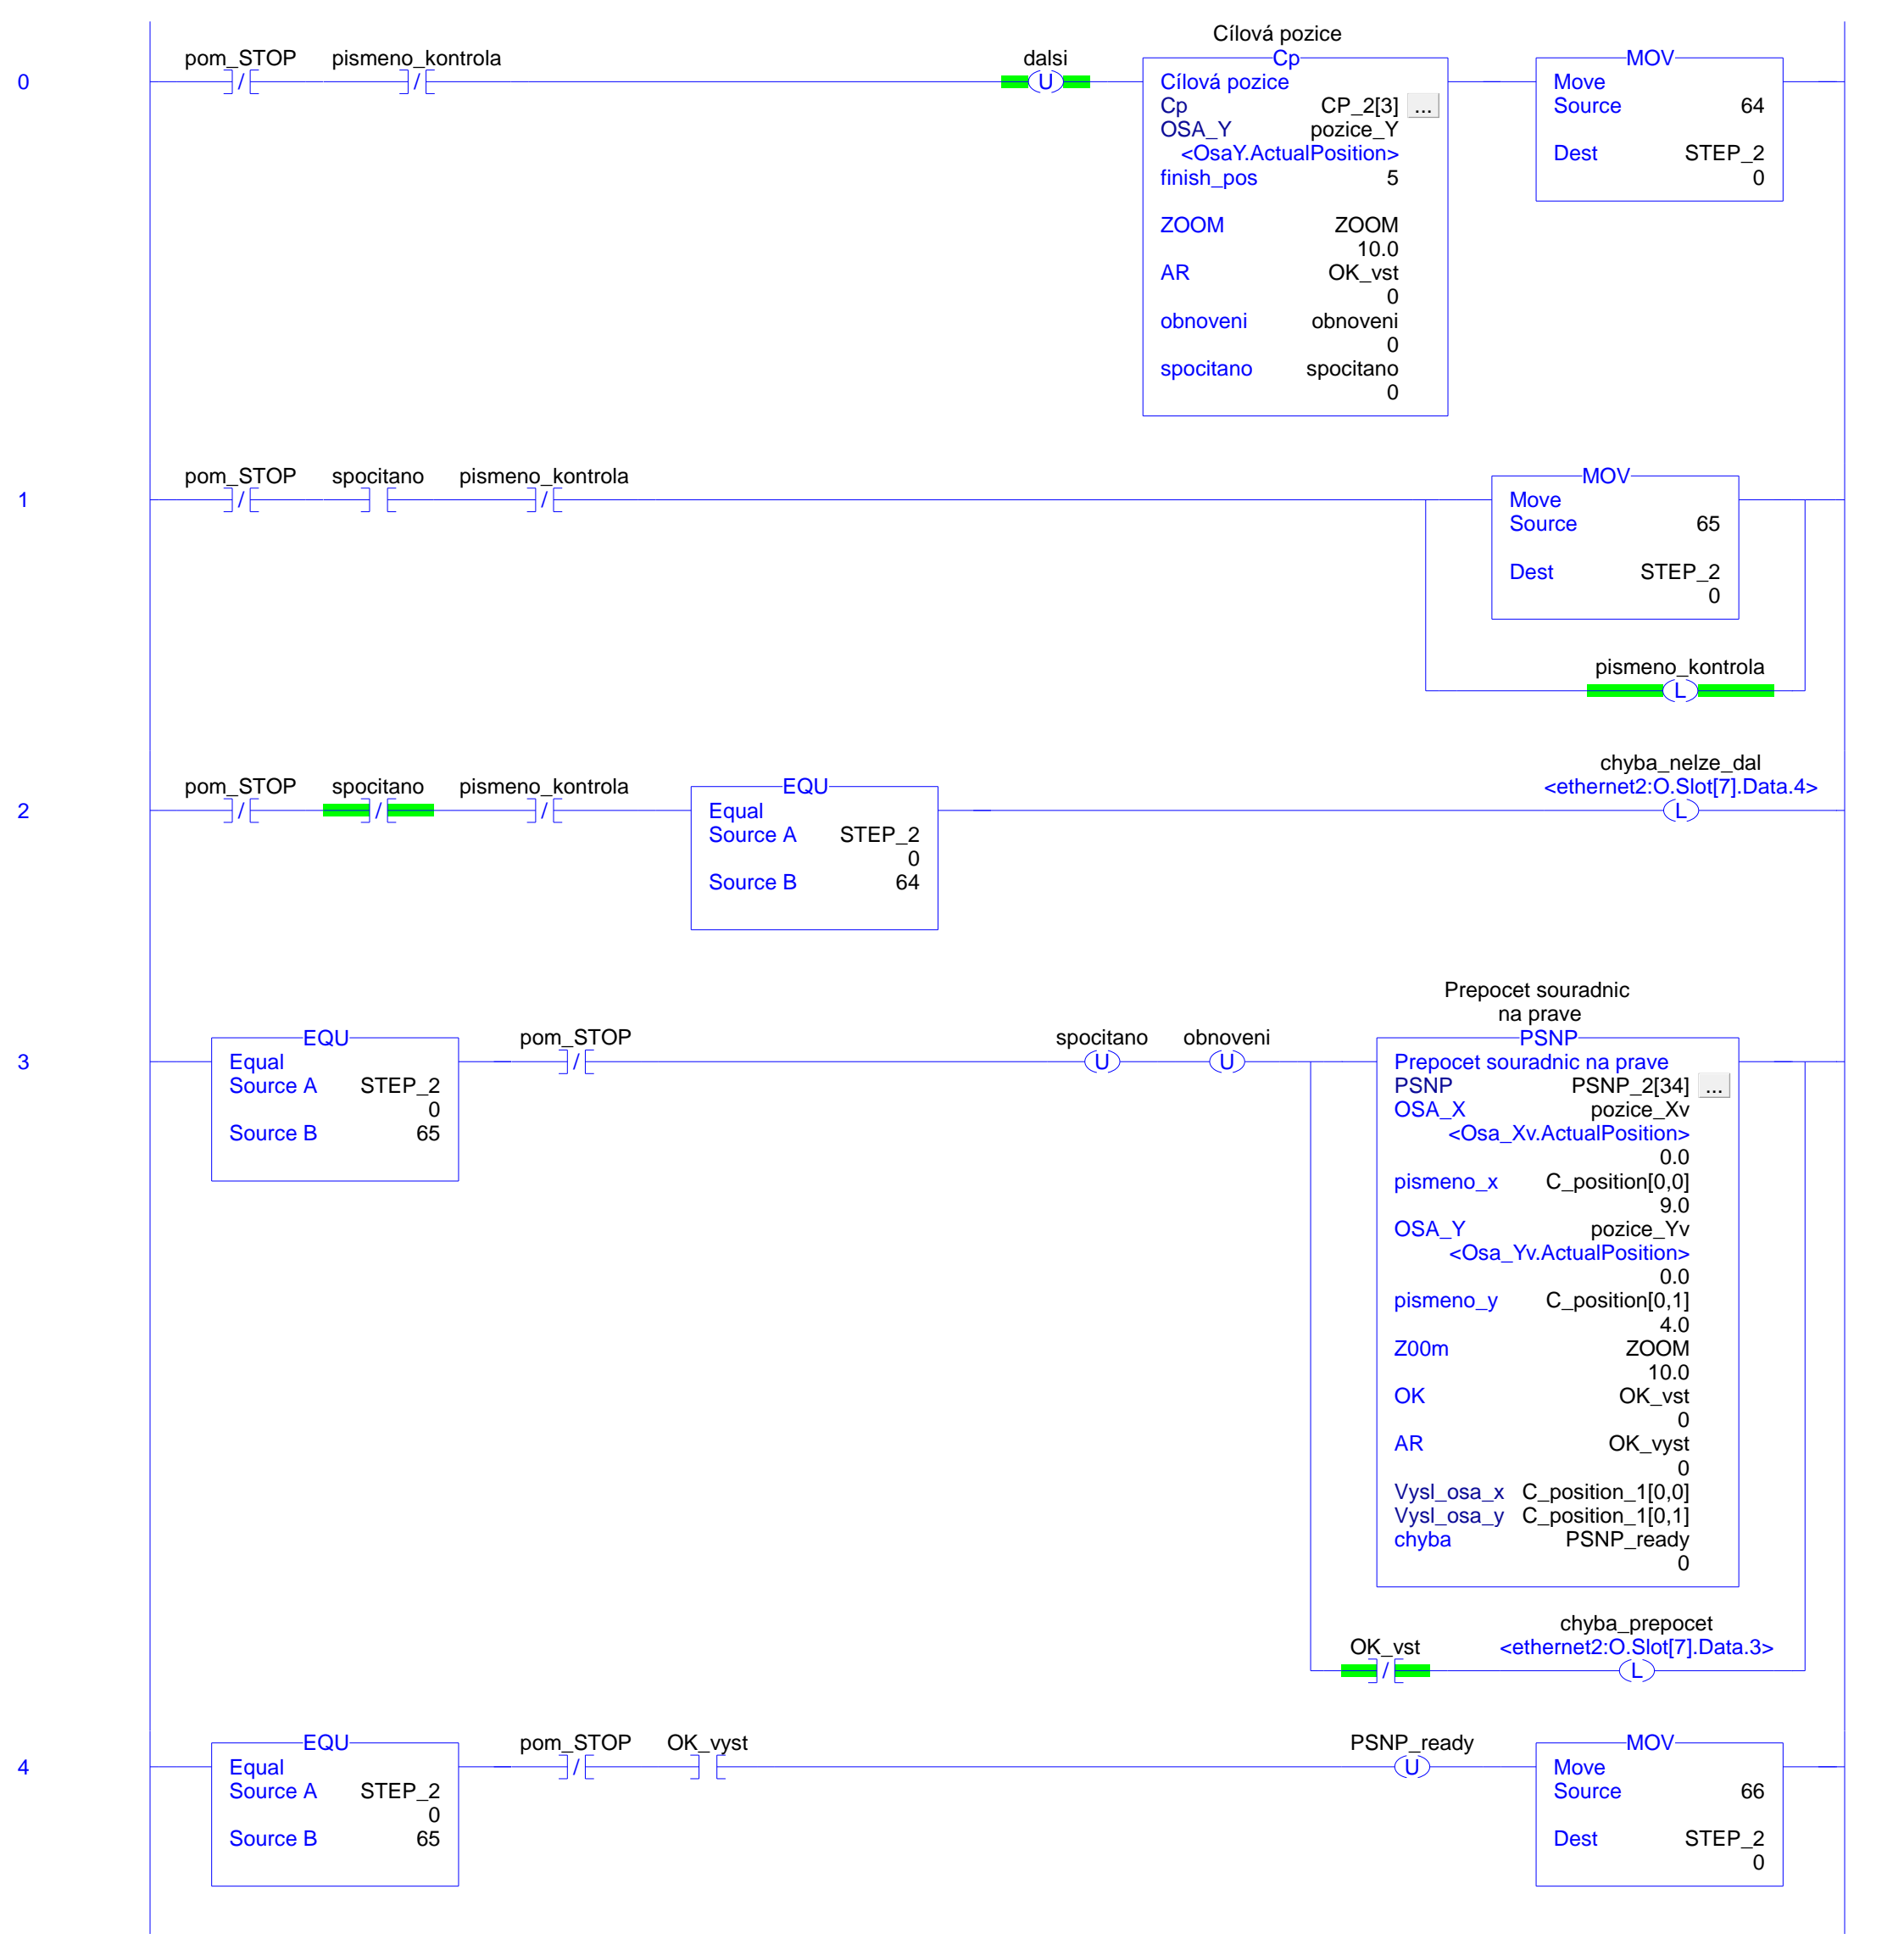 Cílová pozice
pom_STOP pismeno_kontrola dalsi Cp MOV
0 / / U Cílová pozice Move
Cp CP_2[3] ... Source 64
OSA_Y pozice_Y
<OsaY.ActualPosition> Dest STEP_2
finish_pos 5 0
ZOOM ZOOM
10.0
AR OK_vst
0
obnoveni obnoveni
0
spocitano spocitano
0
pom_STOP spocitano pismeno_kontrola MOV
1 / / Move
Source 65
Dest STEP_2
0
pismeno_kontrola
L
chyba_nelze_dal
pom_STOP spocitano pismeno_kontrola EQU <ethernet2:O.Slot[7].Data.4>
2 / / / Equal L
Source A STEP_2
0
Source B 64
Prepocet souradnic
na prave
EQU pom_STOP spocitano obnoveni PSNP
3 Equal / U U Prepocet souradnic na prave
Source A STEP_2 PSNP PSNP_2[34] ...
0 OSA_X pozice_Xv
Source B 65 <Osa_Xv.ActualPosition>
0.0
pismeno_x C_position[0,0]
9.0
OSA_Y pozice_Yv
<Osa_Yv.ActualPosition>
0.0
pismeno_y C_position[0,1]
4.0
Z00m ZOOM
10.0
OK OK_vst
0
AR OK_vyst
0
Vysl_osa_x C_position_1[0,0]
Vysl_osa_y C_position_1[0,1]
chyba PSNP_ready
0
chyba_prepocet
OK_vst <ethernet2:O.Slot[7].Data.3>
/ L
EQU pom_STOP OK_vyst PSNP_ready MOV
4 Equal / U Move
Source A STEP_2 Source 66
0
Source B 65 Dest STEP_2
0